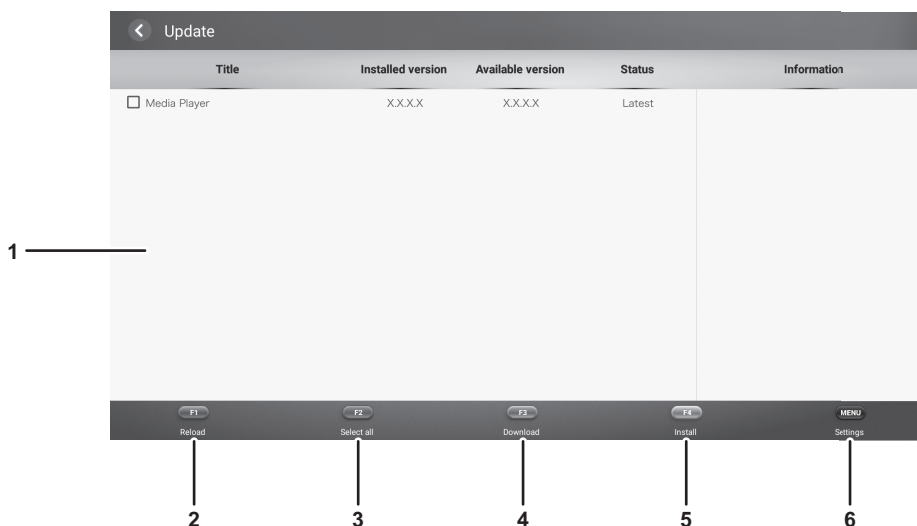 Update
Title Installed version Available version Status Information
Media Player X.X.X.X X.X.X.X Latest
1
F1 F2 F3 F4 MENU
Reload Select all Download Install Settings
2 3 4 5 6